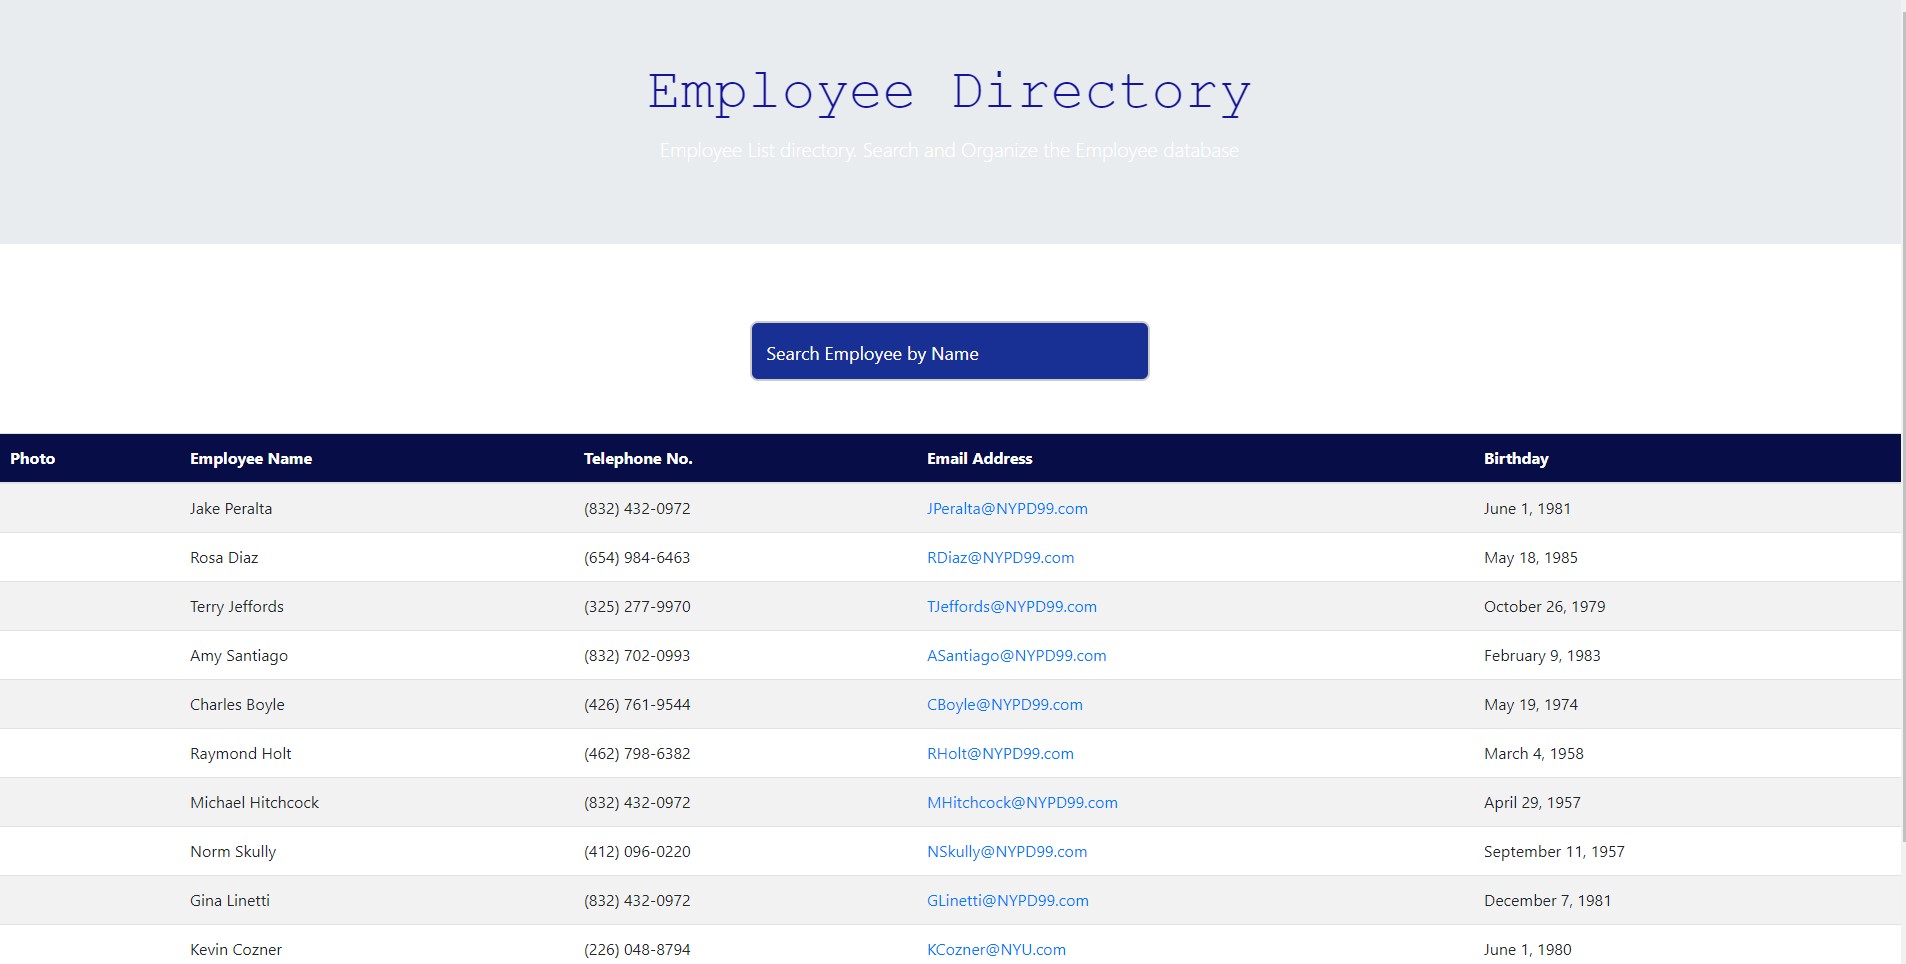 Employee Directory
Employee List directory. Search and Organize the Employee database
Search Employee by Name
Photo Employee Name Telephone No. Email Address Birthday
Jake Peralta (832) 432-0972 JPeralta@NYPD99.com June 1, 1981
Rosa Diaz (654) 984-6463 RDiaz@NYPD99.com May 18, 1985
Terry Jeffords (325) 277-9970 TJeffords@NYPD99.com October 26, 1979
Amy Santiago (832) 702-0993 ASantiago@NYPD99.com February 9, 1983
Charles Boyle (426) 761-9544 CBoyle@NYPD99.com May 19, 1974
Raymond Holt (462) 798-6382 RHolt@NYPD99.com March 4, 1958
Michael Hitchcock (832) 432-0972 MHitchcock@NYPD99.com April 29, 1957
Norm Skully (412) 096-0220 NSkully@NYPD99.com September 11, 1957
Gina Linetti (832) 432-0972 GLinetti@NYPD99.com December 7, 1981
Kevin Cozner (226) 048-8794 KCozner@NYU.com June 1, 1980